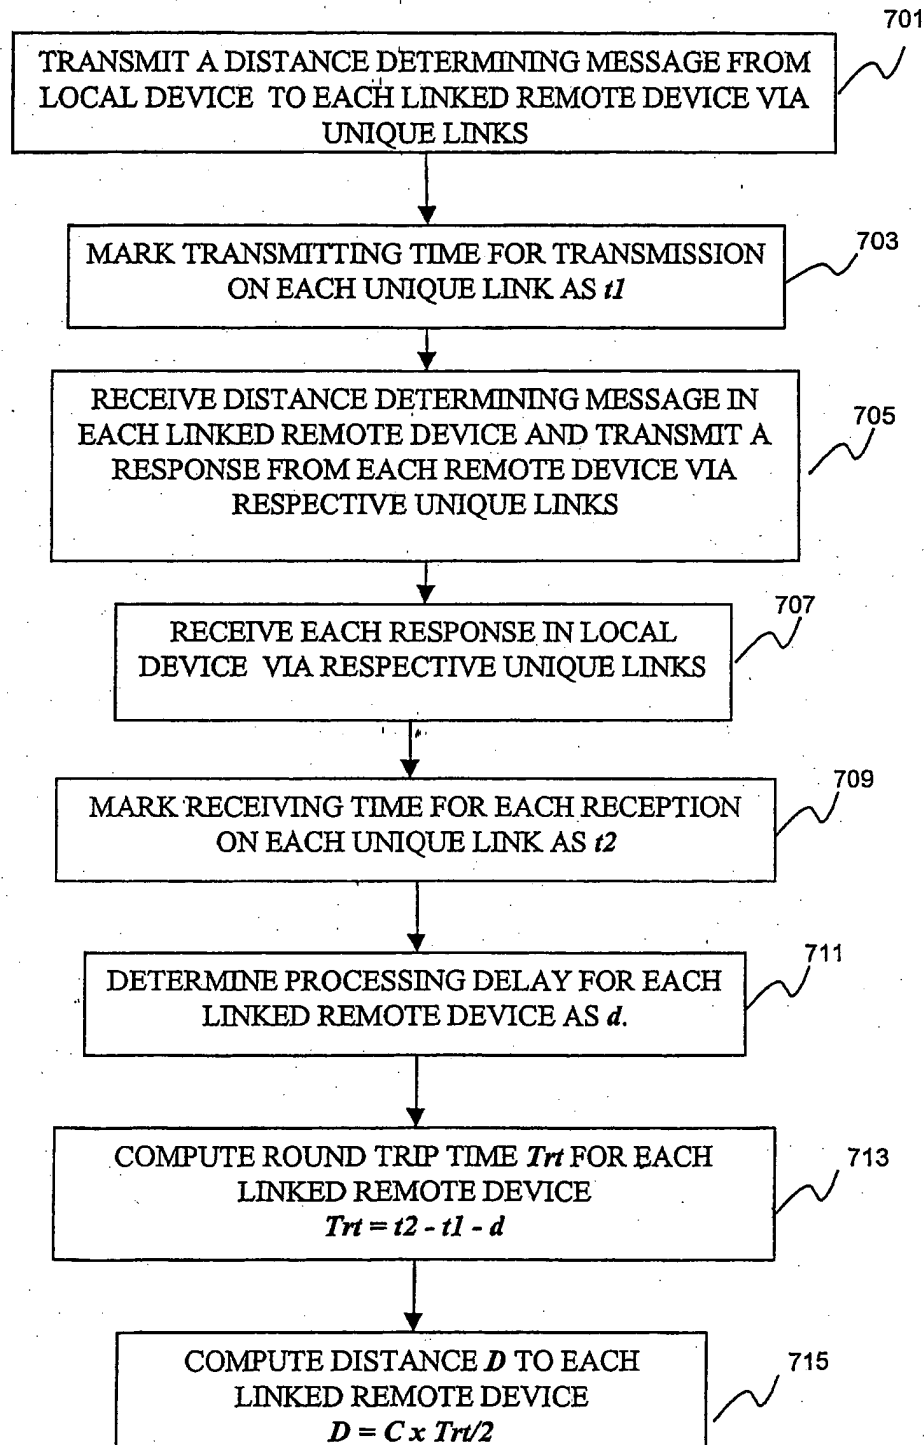 701
TRANSMIT A DISTANCE DETERMINING MESSAGE FROM
LOCAL DEVICE TO EACH LINKED REMOTE DEVICE VIA
UNIQUE LINKS
703
MARK TRANSMITTING TIME FOR TRANSMISSION
ON EACH UNIQUE LINK AS t1
RECEIVE DISTANCE DETERMINING MESSAGE IN
EACH LINKED REMOTE DEVICE AND TRANSMIT A
RESPONSE FROM EACH REMOTE DEVICE VIA
RESPECTIVE UNIQUE LINKS
705
707
RECEIVE EACH RESPONSE IN LOCAL
DEVICE VIA RESPECTIVE UNIQUE LINKS
709
MARK RECEIVING TIME FOR EACH RECEPTION
ON EACH UNIQUE LINK AS t2
711
DETERMINE PROCESSING DELAY FOR EACH
LINKED REMOTE DEVICE AS d.
COMPUTE ROUND TRIP TIME Trt FOR EACH
LINKED REMOTE DEVICE
Trt = t2 - t1 - d
713
COMPUTE DISTANCE D TO EACH
LINKED REMOTE DEVICE
D = C x Trt/2
715